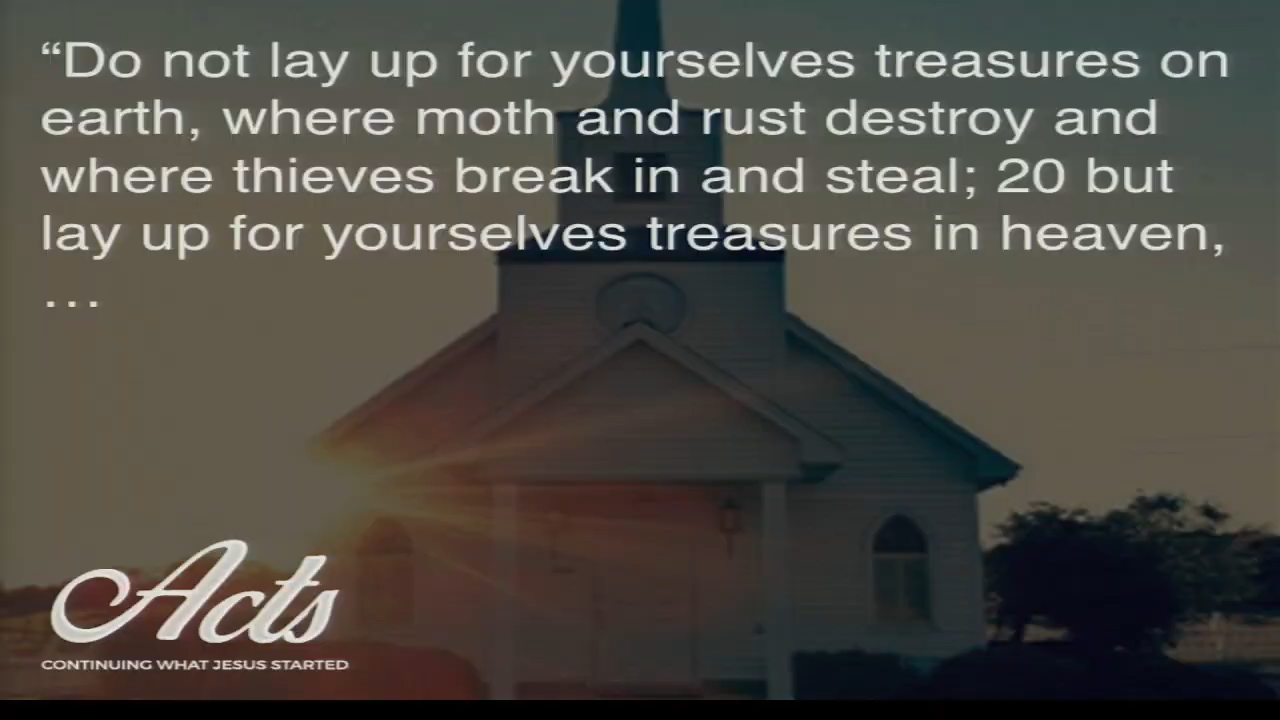 “Do not lay up for yourselves treasures on
earth, where moth and rust destroy and
where thieves break in and steal; 20 but
lay up for yourselves treasures in heaven,
…
Acts
CONTINUING WHAT JESUS STARTED